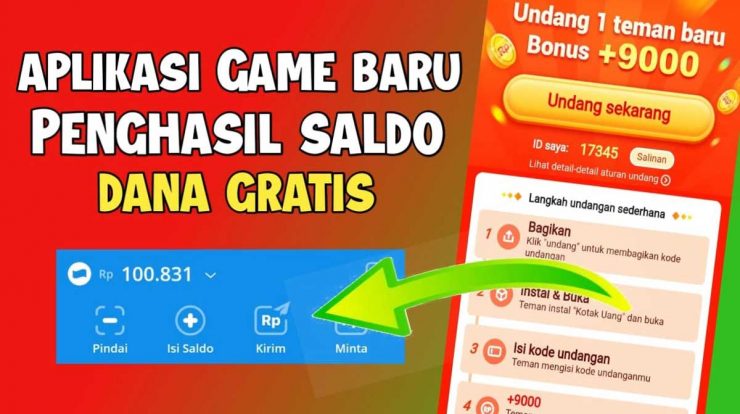 APLIKASI GAME BARU
PENGHASIL SALDO
DANA GRATIS
Rp 100.831
Pindai
Isi Saldo
Rp
Kirim
Minta
Undang 1 teman baru
Bonus +9000
Undang sekarang
ID saya: 17345 Salinan
Lihat detail-detail aturan undang
Langkah undangan sederhana
1 Bagikan
Klik "undang" untuk membagikan kode
undangan
2 Instal & Buka
Teman instal "Kotak Uang" dan buka
3 Isi kode undangan
Teman mengisi kode undanganmu
4 +9000
Teman